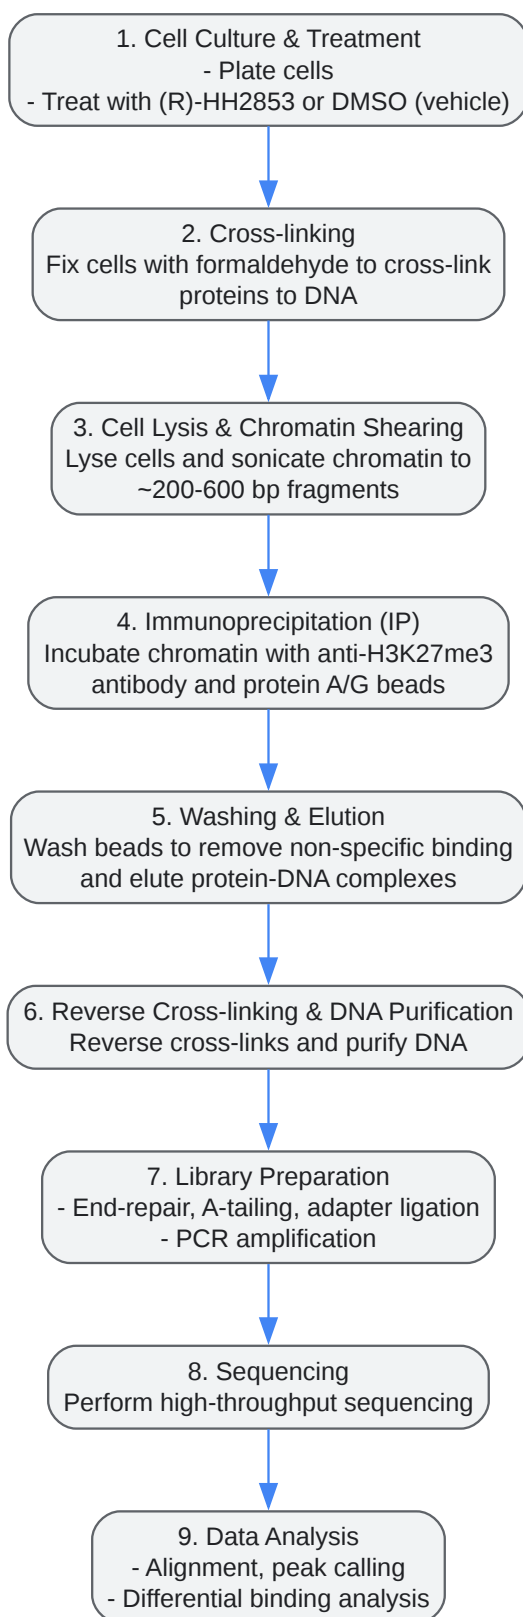 1. Cell Culture & Treatment
- Plate cells
- Treat with (R)-HH2853 or DMSO (vehicle)
2. Cross-linking
Fix cells with formaldehyde to cross-link
proteins to DNA
3. Cell Lysis & Chromatin Shearing
Lyse cells and sonicate chromatin to
~200-600 bp fragments
4. Immunoprecipitation (IP)
Incubate chromatin with anti-H3K27me3
antibody and protein A/G beads
5. Washing & Elution
Wash beads to remove non-specific binding
and elute protein-DNA complexes
6. Reverse Cross-linking & DNA Purification
Reverse cross-links and purify DNA
7. Library Preparation
- End-repair, A-tailing, adapter ligation
- PCR amplification
8. Sequencing
Perform high-throughput sequencing
9. Data Analysis
- Alignment, peak calling
- Differential binding analysis